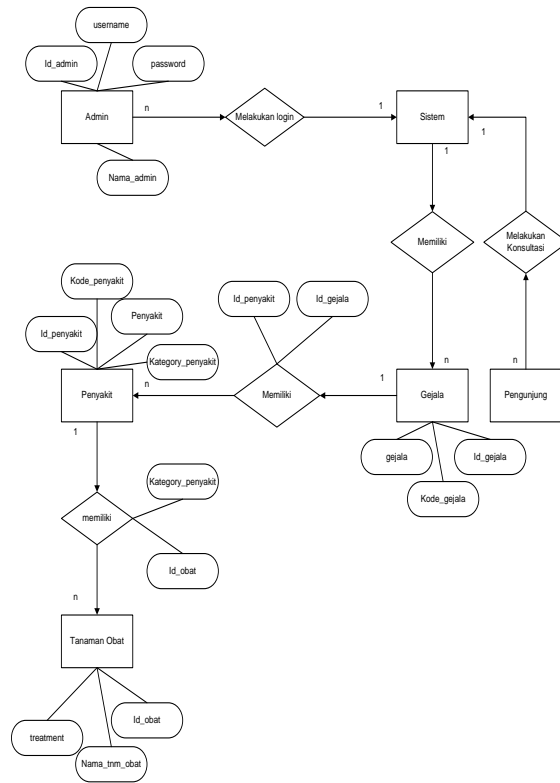 username
Id_admin
password
Admin
n
Melakukan login
1
Sistem
Nama_admin
1
1
Memiliki
Melakukan
Konsultasi
Kode_penyakit
Id_penyakit
Penyakit
Kategory_penyakit
Id_penyakit
Id_gejala
n
n
Penyakit
n
Memiliki
1
Gejala
Pengunjung
1
gejala
Id_gejala
Kode_gejala
Kategory_penyakit
memiliki
Id_obat
n
Tanaman Obat
Id_obat
treatment
Nama_tnm_obat